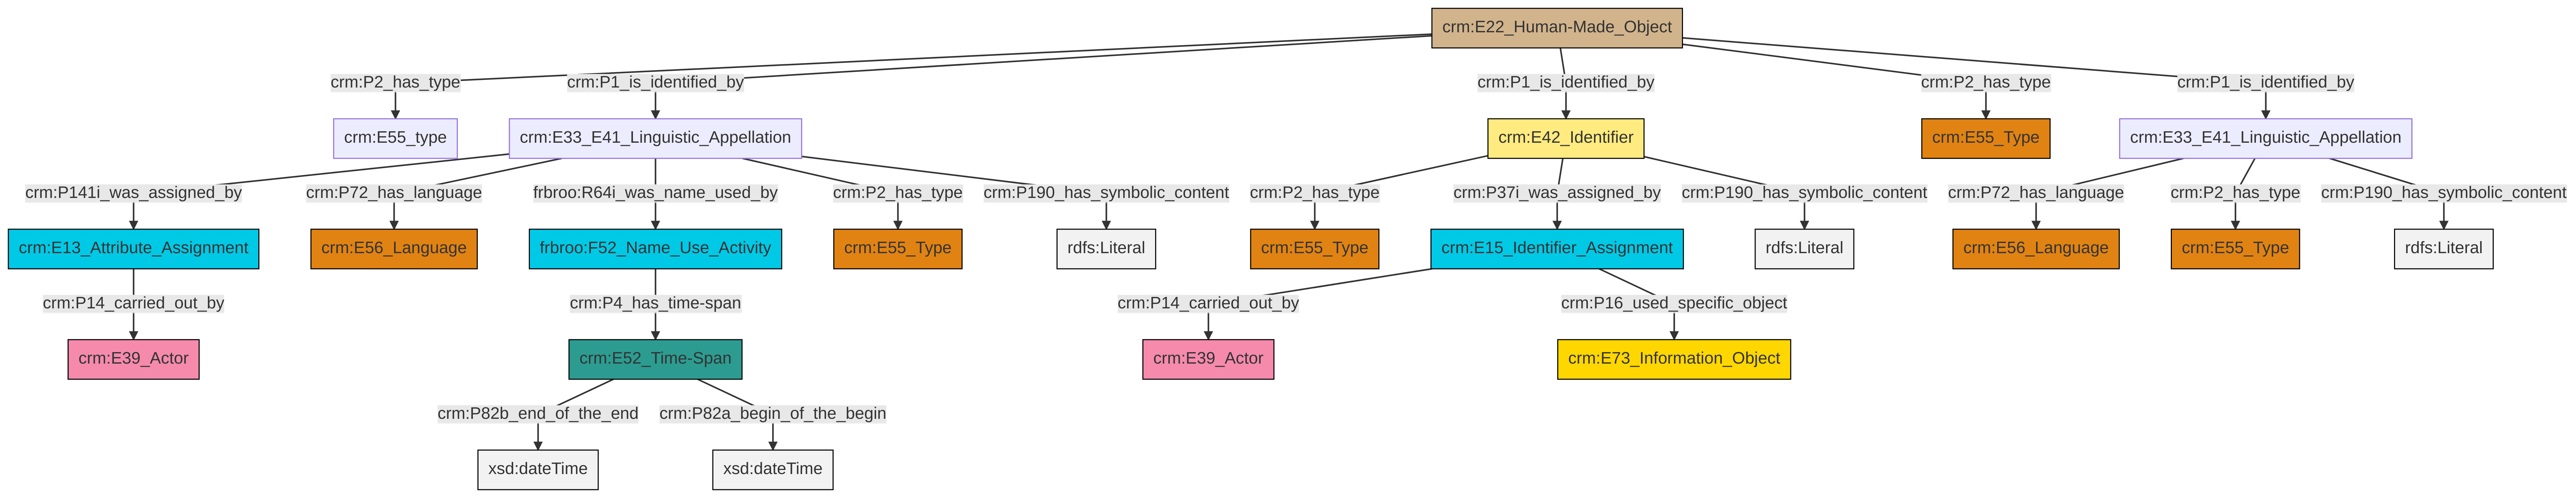 crm:E22_Human-Made_Object
crm:P2_has_type
crm:P1_is_identified_by
crm:P1_is_identified_by
crm:P2_has_type
crm:P1_is_identified_by
crm:E55_type
crm:E33_E41_Linguistic_Appellation
crm:E42_Identifier
crm:E55_Type
crm:E33_E41_Linguistic_Appellation
crm:P141i_was_assigned_by
crm:P72_has_language
frbroo:R64i_was_name_used_by
crm:P2_has_type
crm:P190_has_symbolic_content
crm:P2_has_type
crm:P37i_was_assigned_by
crm:P190_has_symbolic_content
crm:P72_has_language
crm:P2_has_type
crm:P190_has_symbolic_content
crm:E13_Attribute_Assignment
crm:E56_Language
frbroo:F52_Name_Use_Activity
crm:E55_Type
rdfs:Literal
crm:E55_Type
crm:E15_Identifier_Assignment
rdfs:Literal
crm:E56_Language
crm:E55_Type
rdfs:Literal
crm:P14_carried_out_by
crm:P4_has_time-span
crm:P14_carried_out_by
crm:P16_used_specific_object
crm:E39_Actor
crm:E52_Time-Span
crm:E39_Actor
crm:E73_Information_Object
crm:P82b_end_of_the_end
crm:P82a_begin_of_the_begin
xsd:dateTime
xsd:dateTime